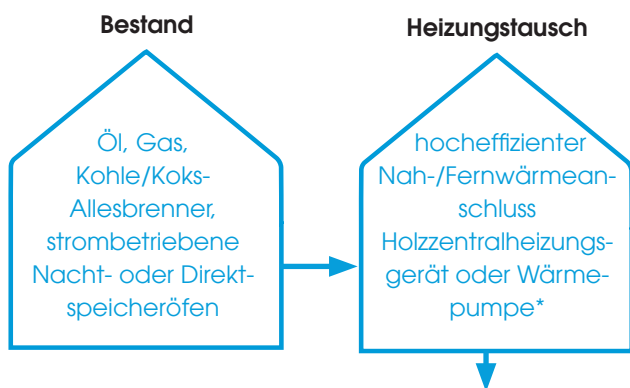 Bestand
Öl, Gas,
Kohle/Koks-
Allesbrenner,
strombetriebene
Nacht- oder Direkt-
speicheröfen
Heizungstausch
hocheffizienter
Nah-/Fernwärmean-
schluss
Holzzentralheizungs-
gerät oder Wärme-
pumpe*